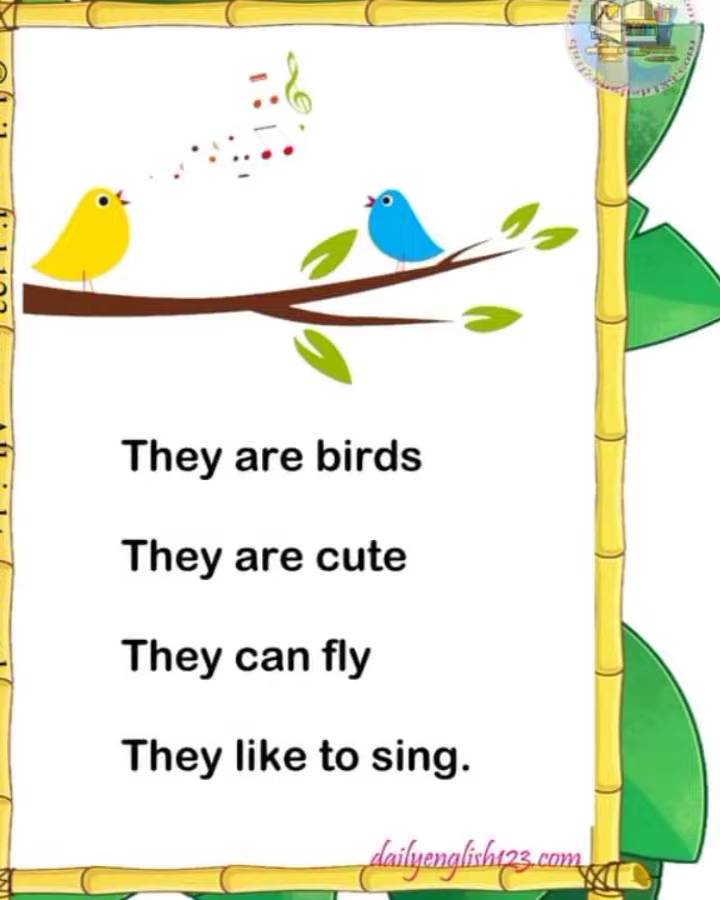 They are birds
They are cute
They can fly
They like to sing.
dailyenglish123.com